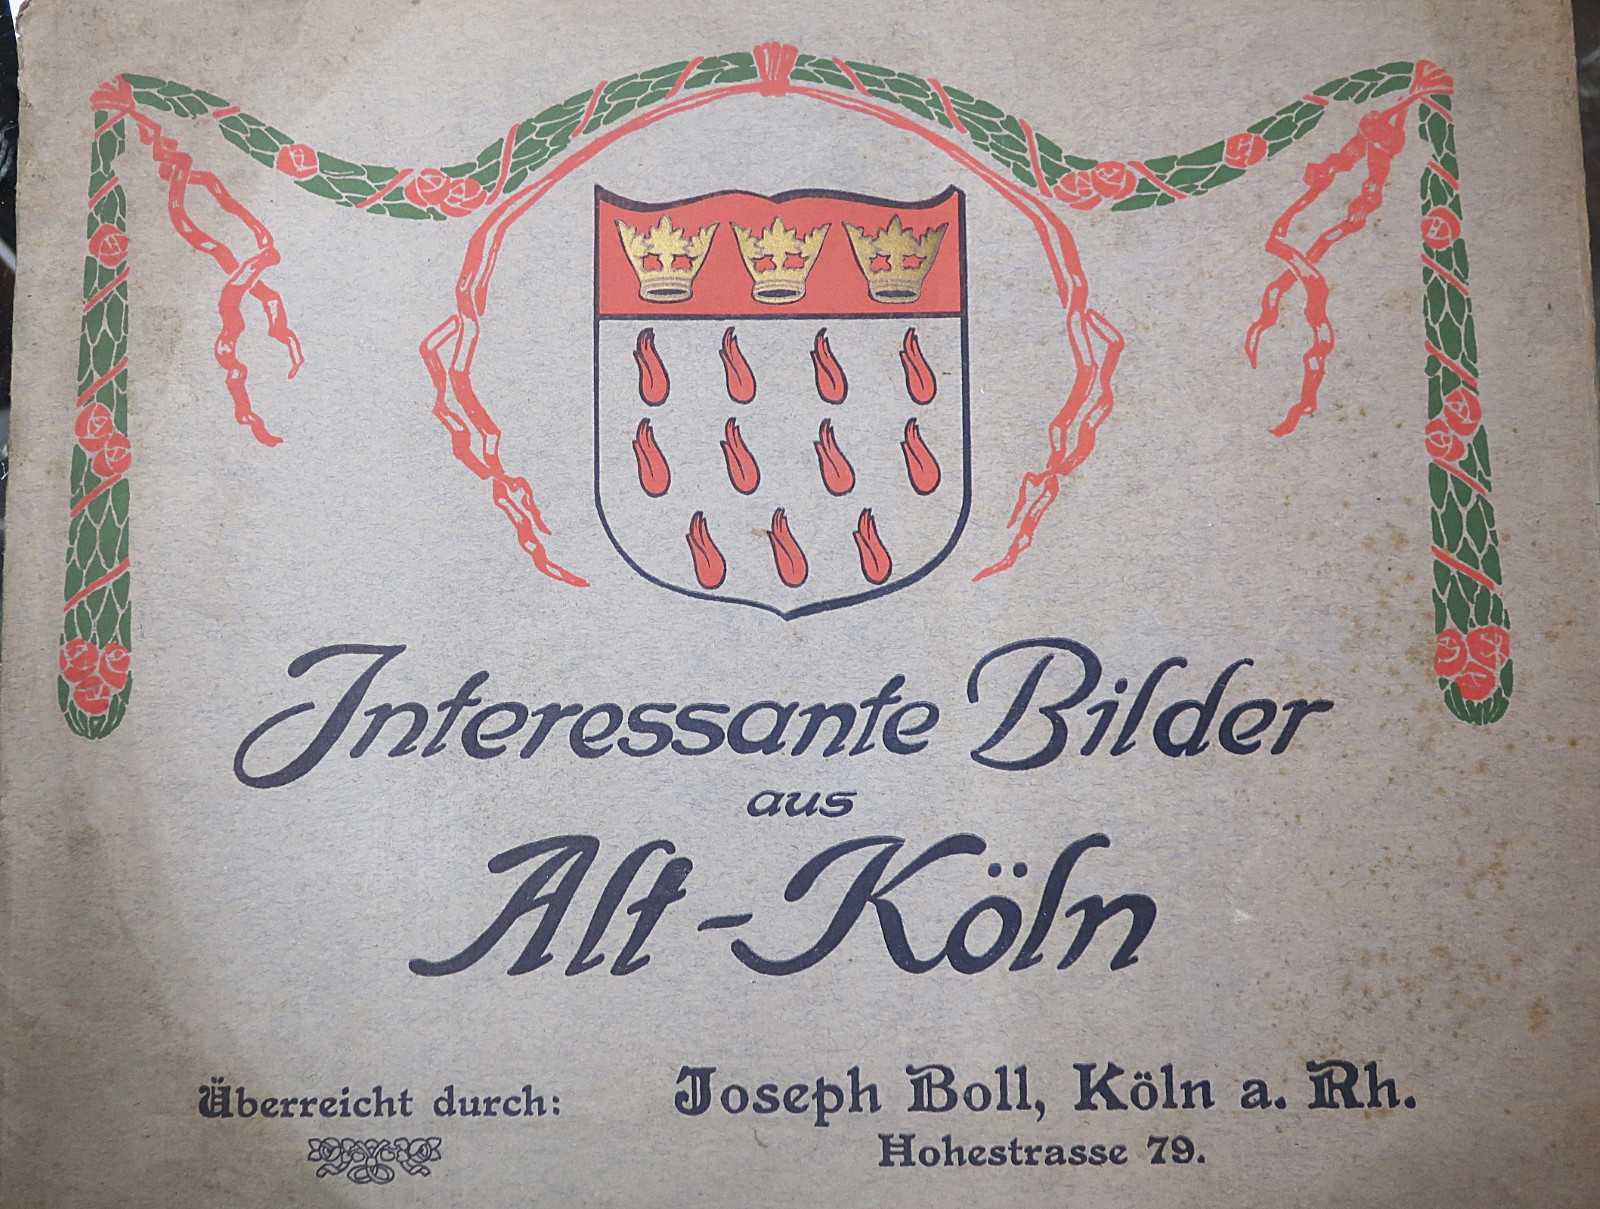 Interessante Bilder
aus
Alt-Köln
Überreicht durch:
Joseph Boll, Köln a. Rh.
Hohestrasse 79.